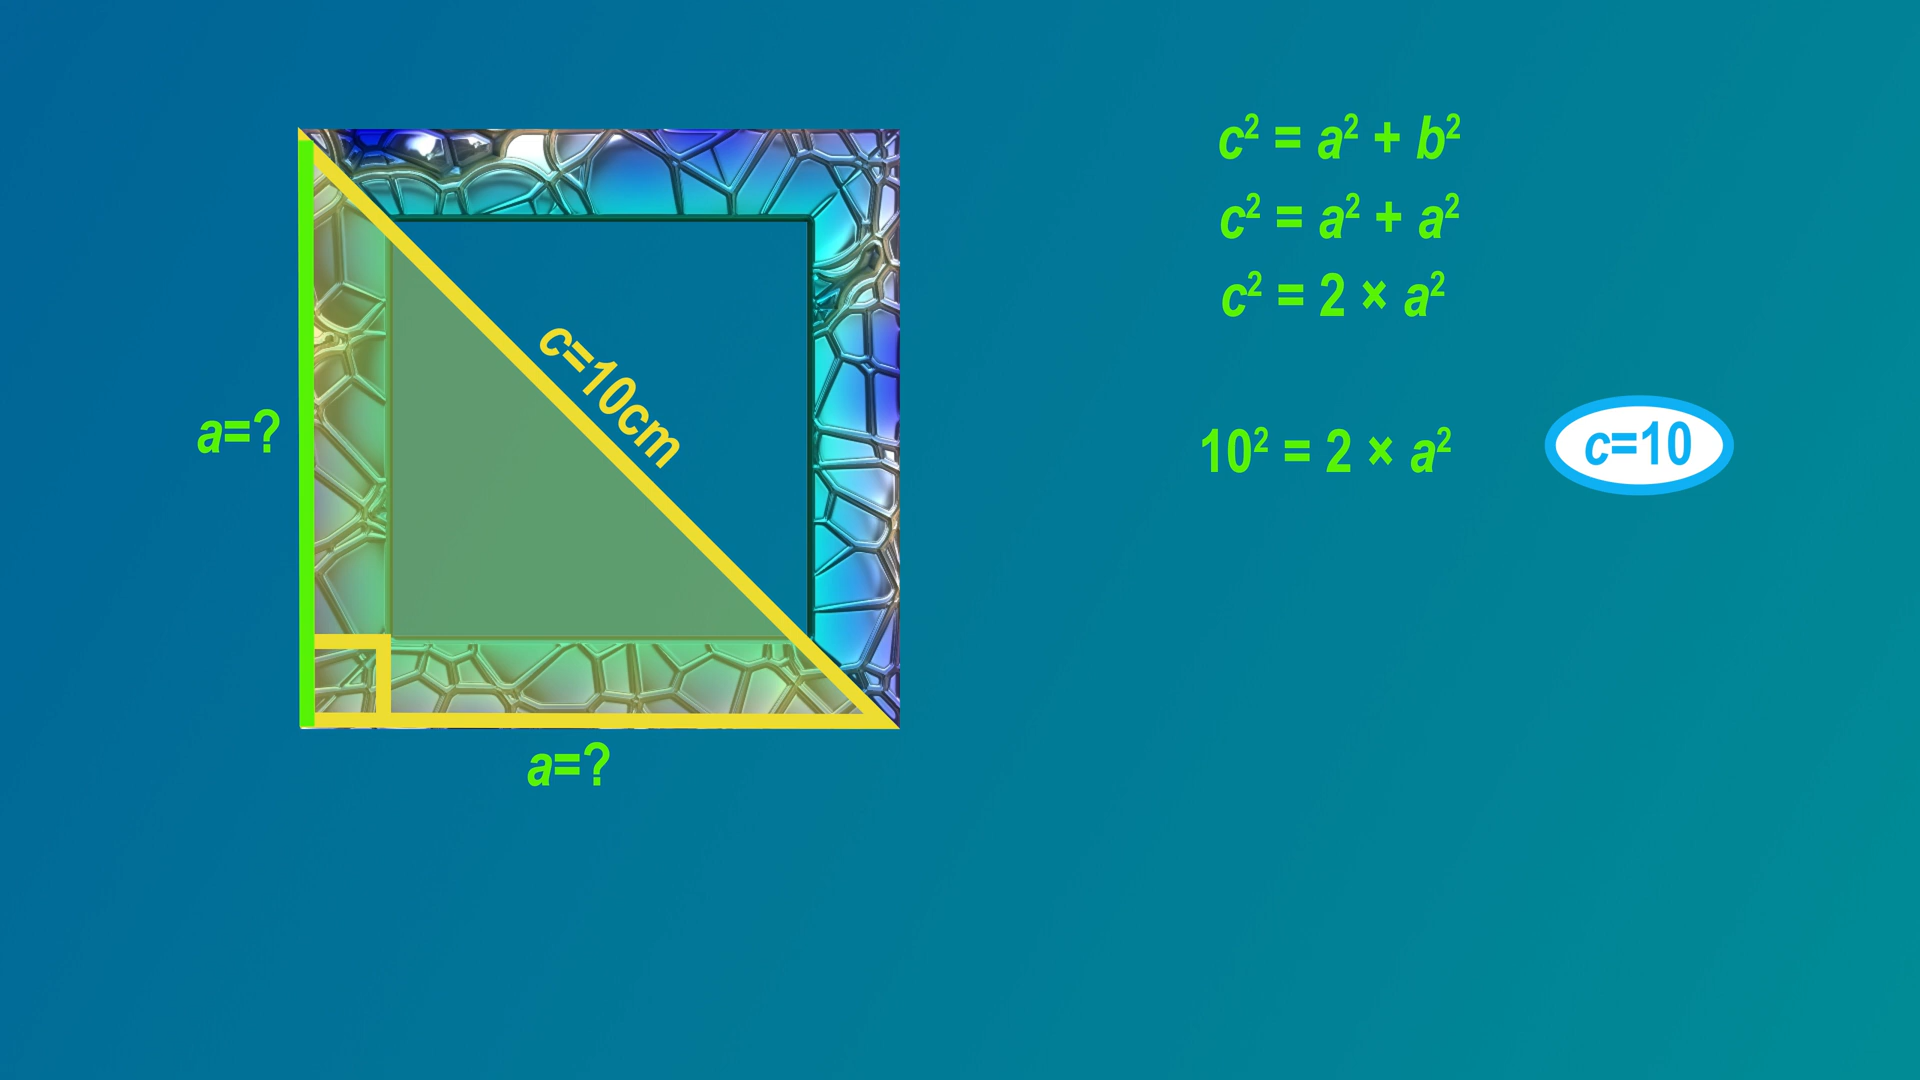 c² = a² + b²
c² = a² + a²
c² = 2 × a²
c=10cm
a=?
10² = 2 × a²
c=10
a=?